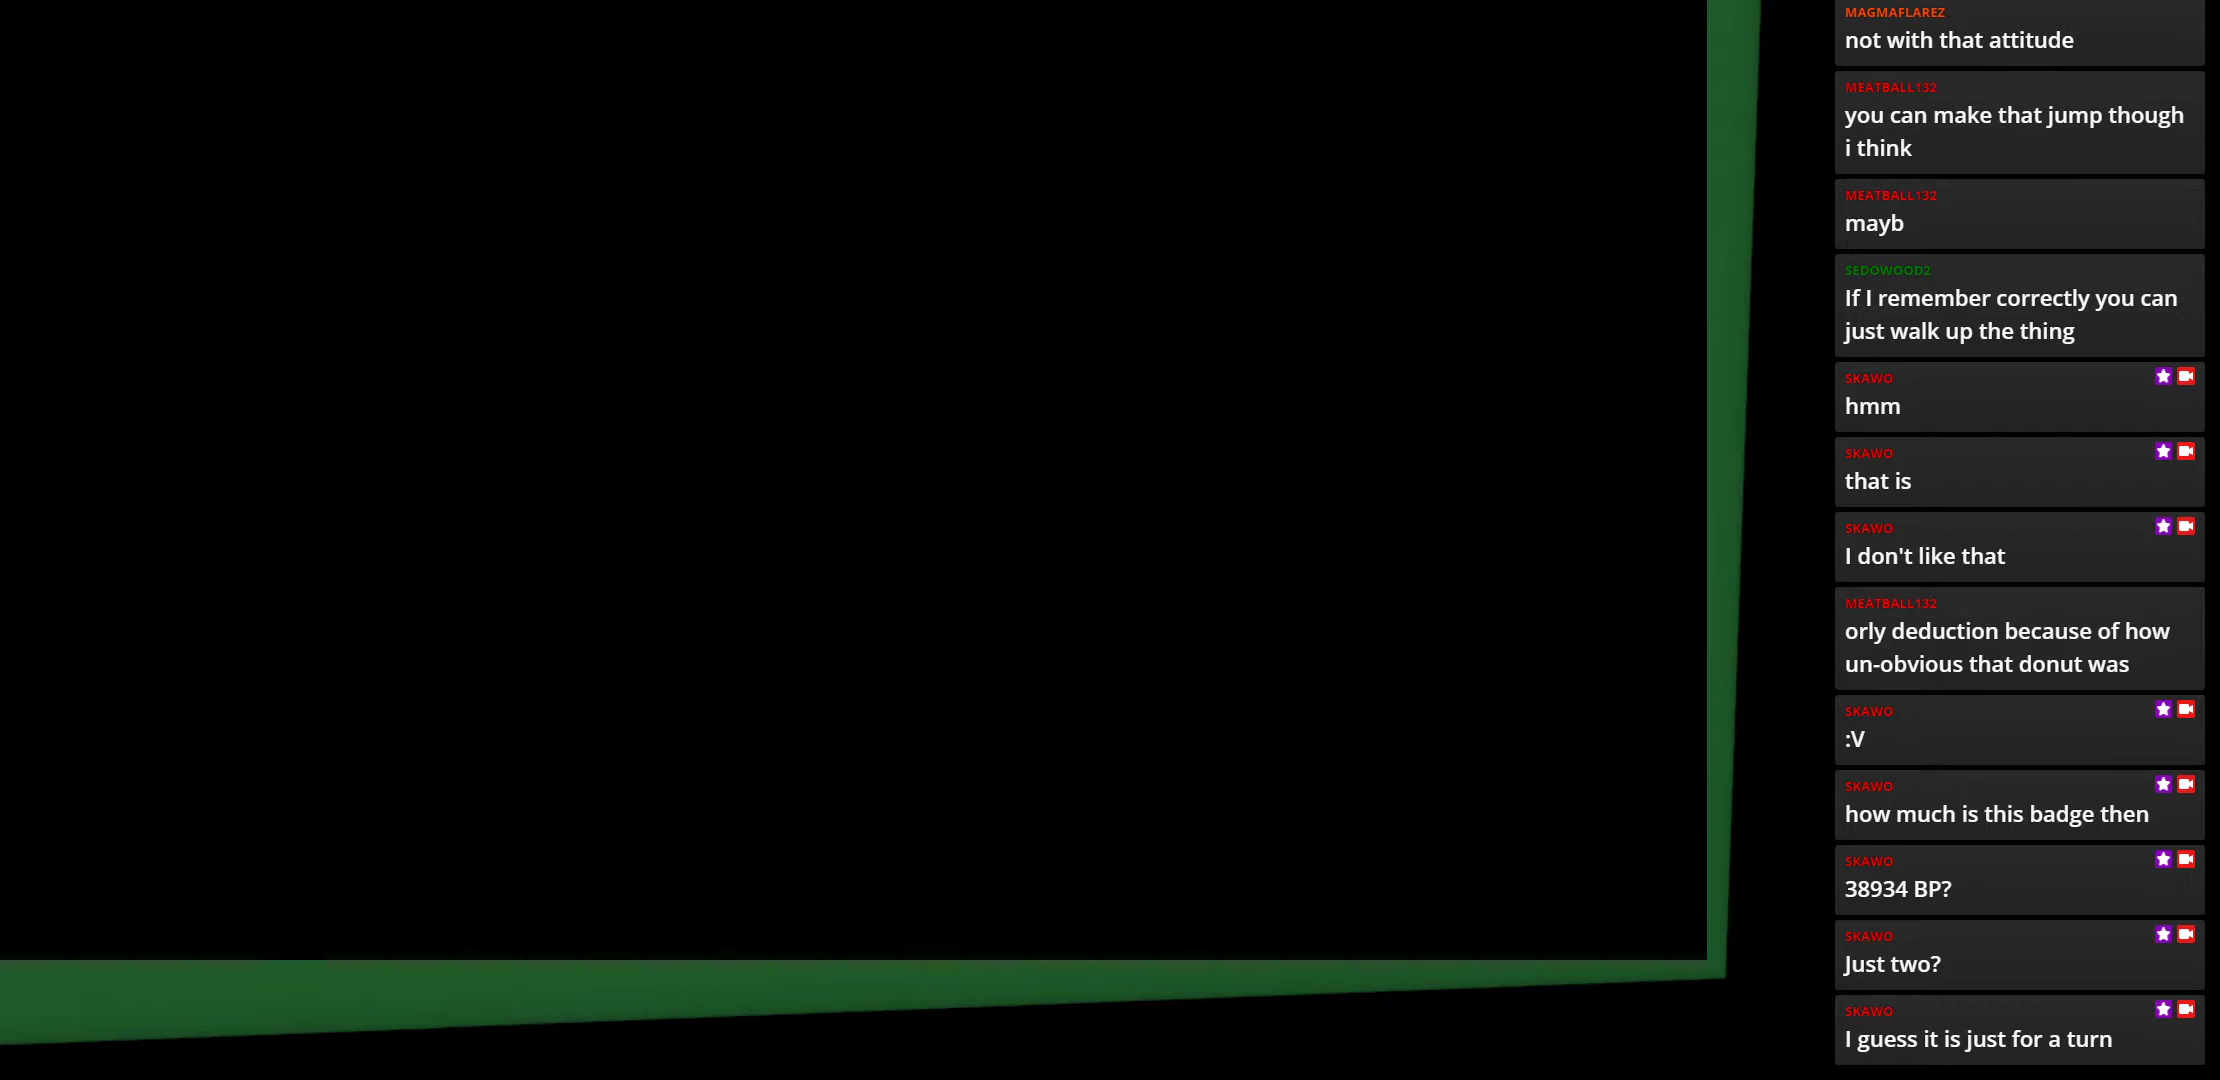 MAGMAFLAREZ
not with that attitude
MEATBALL132
you can make that jump though
i think
MEATBALL132
mayb
SEDOWOOD2
If I remember correctly you can
just walk up the thing
SKAWO
hmm
SKAWO
that is
SKAWO
I don't like that
MEATBALL132
orly deduction because of how
un-obvious that donut was
SKAWO
:V
SKAWO
how much is this badge then
SKAWO
38934 BP?
SKAWO
Just two?
SKAWO
I guess it is just for a turn